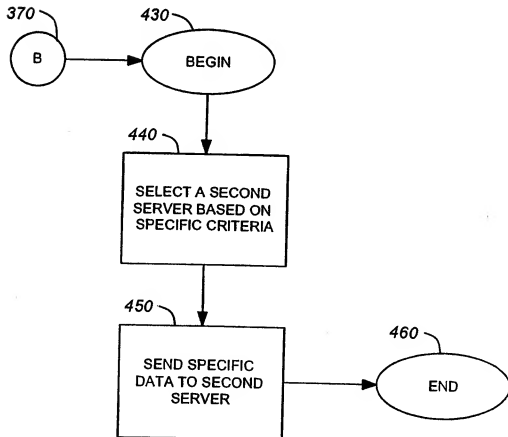 370
430
B
BEGIN
440
SELECT A SECOND
SERVER BASED ON
SPECIFIC CRITERIA
450
460
SEND SPECIFIC
DATA TO SECOND
SERVER
END